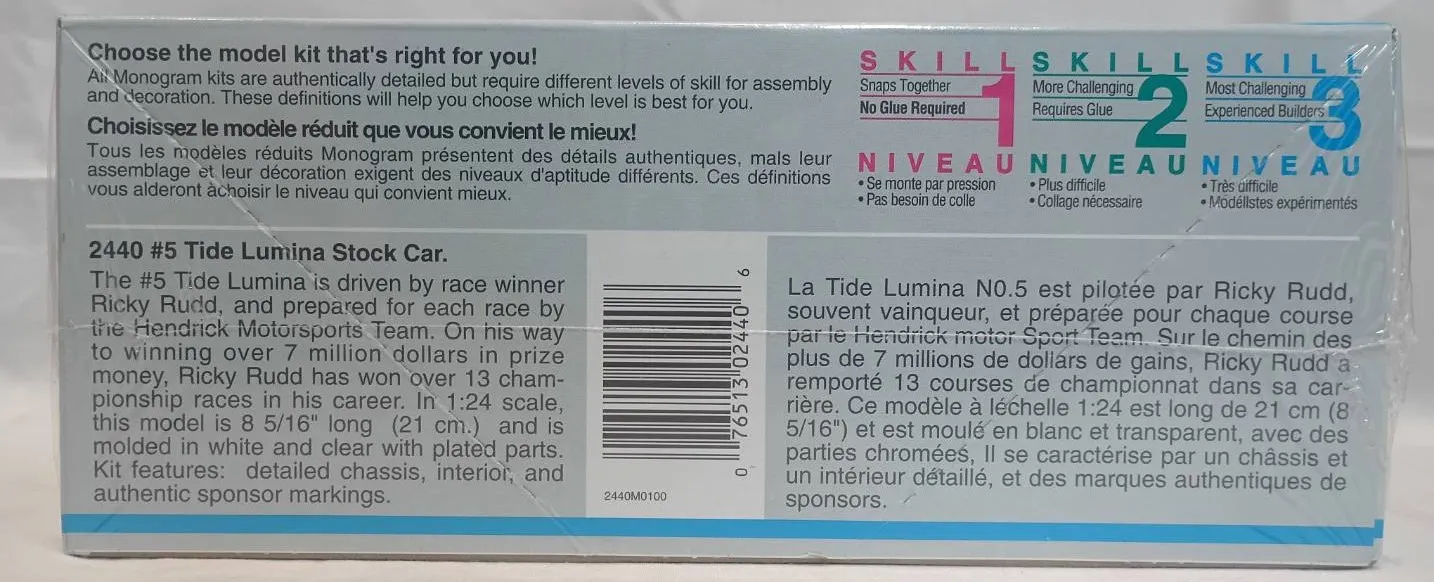 Choose the model kit that's right for you!
All Monogram kits are authentically detailed but require different levels of skill for assembly
and decoration. These definitions will help you choose which level is best for you.
Choisissez le modèle réduit que vous convient le mieux!
Tous les modèles réduits Monogram présentent des détails authentiques, mals leur
assemblage et leur décoration exigent des niveaux d'aptitude différents. Ces définitions
vous alderont àchoisir le niveau qui convient mieux.
SKILL 1
Snaps Together
No Glue Required
NIVEAU
• Se monte par pression
• Pas besoin de colle
SKILL 2
More Challenging
Requires Glue
NIVEAU
• Plus difficile
• Collage nécessaire
SKILL 3
Most Challenging
Experienced Builders
NIVEAU
• Très difficile
• Modélistes expérimentés
2440 #5 Tide Lumina Stock Car.
The #5 Tide Lumina is driven by race winner
Ricky Rudd, and prepared for each race by
the Hendrick Motorsports Team. On his way
to winning over 7 million dollars in prize
money, Ricky Rudd has won over 13 cham-
pionship races in his career. In 1:24 scale,
this model is 8 5/16" long (21 cm.) and is
molded in white and clear with plated parts.
Kit features: detailed chassis, interior, and
authentic sponsor markings.
0 76513 02440 6
2440M0100
La Tide Lumina N0.5 est pilotée par Ricky Rudd,
souvent vainqueur, et préparée pour chaque course
par le Hendrick motor Sport Team. Sur le chemin des
plus de 7 millions de dollars de gains, Ricky Rudd a
remporté 13 courses de championnat dans sa car-
rière. Ce modèle à léchelle 1:24 est long de 21 cm (8
5/16") et est moulé en blanc et transparent, avec des
parties chromées, Il se caractérise par un châssis et
un intérieur détaillé, et des marques authentiques de
sponsors.